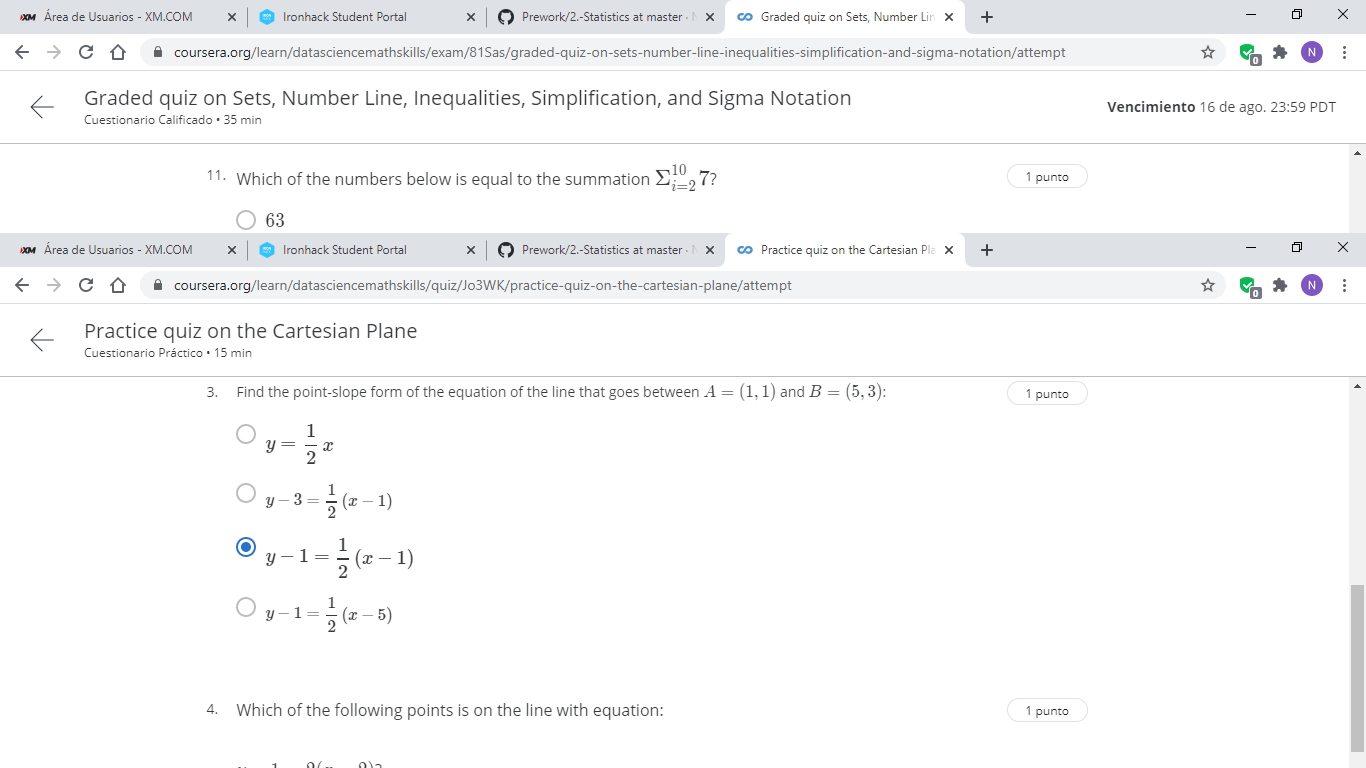 Área de Usuarios - XM.COM Ironhack Student Portal Prework/2.-Statistics at master · Graded quiz on Sets, Number Lin
coursera.org/learn/datasciencemathskills/exam/81Sas/graded-quiz-on-sets-number-line-inequalities-simplification-and-sigma-notation/attempt 0 N
Graded quiz on Sets, Number Line, Inequalities, Simplification, and Sigma Notation
Cuestionario Calificado • 35 min
Vencimiento 16 de ago. 23:59 PDT
11. Which of the numbers below is equal to the summation Σ_{i=2}^{10} 7? 1 punto
63
Área de Usuarios - XM.COM Ironhack Student Portal Prework/2.-Statistics at master · Practice quiz on the Cartesian Pla
coursera.org/learn/datasciencemathskills/quiz/Jo3WK/practice-quiz-on-the-cartesian-plane/attempt 0 N
Practice quiz on the Cartesian Plane
Cuestionario Práctico • 15 min
3. Find the point-slope form of the equation of the line that goes between A = (1, 1) and B = (5, 3): 1 punto
y = 1/2 x
y − 3 = 1/2 (x − 1)
y − 1 = 1/2 (x − 1)
y − 1 = 1/2 (x − 5)
4. Which of the following points is on the line with equation: 1 punto